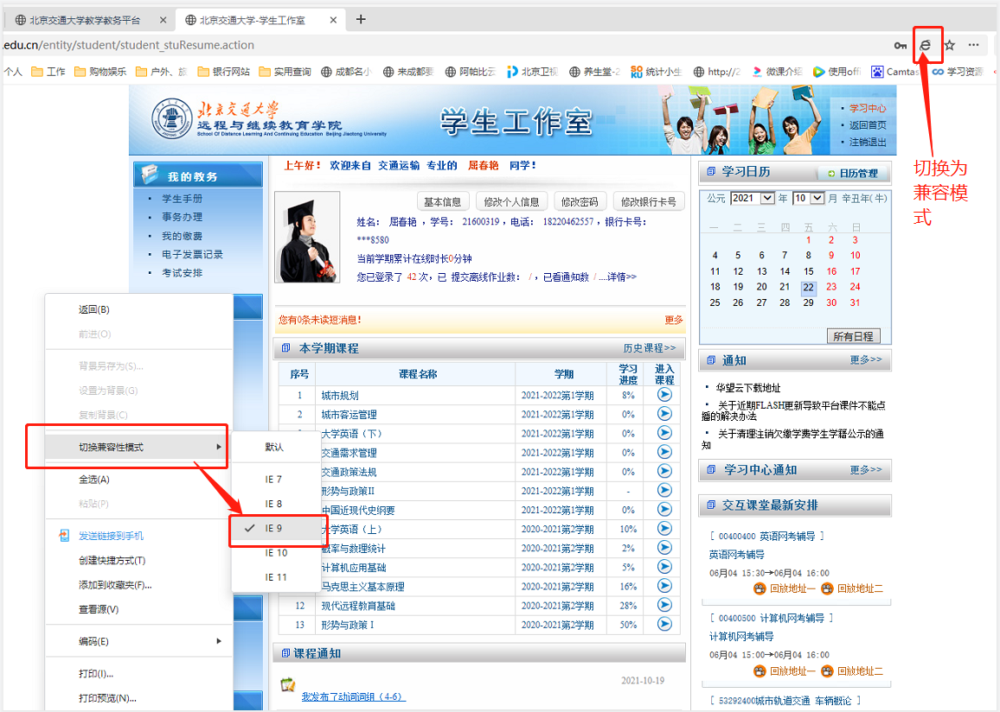 北京交通大学教学教务平台
北京交通大学-学生工作室
.edu.cn/entity/student/student_stuResume.action
个人 工作 购物娱乐 户外、旅 银行网站 实用查询 成都名小 来成都要 阿帕比云 北京卫视 养生堂-2 统计小生 http://2 微课介绍 使用offi Camtas 学习资源
切换为
兼容模
式
北京交通大学
远程与继续教育学院
School Of Distance Learning And Continuing Education Beijing Jiaotong University
学生工作室
学习中心
返回首页
注销退出
我的教务
学生手册
事务办理
我的缴费
电子发票记录
考试安排
上午好！ 欢迎来自 交通运输 专业的 屈春艳 同学！
基本信息 修改个人信息 修改密码 修改银行卡号
姓名： 屈春艳 ，学号： 21600319 ，电话： 18220462557 ，银行卡号：
***8580
当前学期累计在线时长0分钟
您已登录了 42 次，已 提交离线作业数： / ，已看通知数 / ....详情>>
您有0条未读短消息！ 更多
本学期课程 历史课程>>
序号 课程名称 学期 学习进度 进入课程
1 城市规划 2021-2022第1学期 8%
2 城市客运管理 2021-2022第1学期 0%
大学英语（下） 2021-2022第1学期 0%
交通需求管理 2021-2022第1学期 0%
交通政策法规 2021-2022第1学期 0%
形势与政策II 2021-2022第1学期 -
中国近现代史纲要 2021-2022第1学期 0%
大学英语（上） 2020-2021第2学期 10%
概率与数理统计 2020-2021第2学期 2%
计算机应用基础 2020-2021第2学期 5%
马克思主义基本原理 2020-2021第2学期 16%
12 现代远程教育基础 2020-2021第2学期 28%
13 形势与政策 I 2020-2021第2学期 50%
课程通知
2021-10-19
我发布了动词词组（4-6）
返回(B)
前进(O)
背景另存为(S)...
设置为背景(G)
复制背景(C)
切换兼容性模式
全选(A)
粘贴(P)
发送链接到手机
创建快捷方式(T)
添加到收藏夹(F)...
查看源(V)
编码(E)
打印(I)...
打印预览(N)...
默认
IE 7
IE 8
IE 9
IE 10
IE 11
学习日历 日历管理
公元 2021 年 10 月 辛丑年(牛)
一 二 三 四 五 六 日
1 2 3
4 5 6 7 8 9 10
11 12 13 14 15 16 17
18 19 20 21 22 23 24
25 26 27 28 29 30 31
所有日程
通知 更多>>
华望云下载地址
关于近期FLASH更新导致平台课件不能点
播的解决办法
关于清理注销欠缴学费学生学籍公示的通
知
学习中心通知 更多>>
交互课堂最新安排
[ 00400400 英语网考辅导 ]
英语网考辅导
06月04 15:30→06月04 16:00
回放地址一 回放地址二
[ 00400500 计算机网考辅导 ]
计算机网考辅导
06月04 15:00→06月04 16:00
回放地址一 回放地址二
[ 53292400城市轨道交通 车辆概论 ]